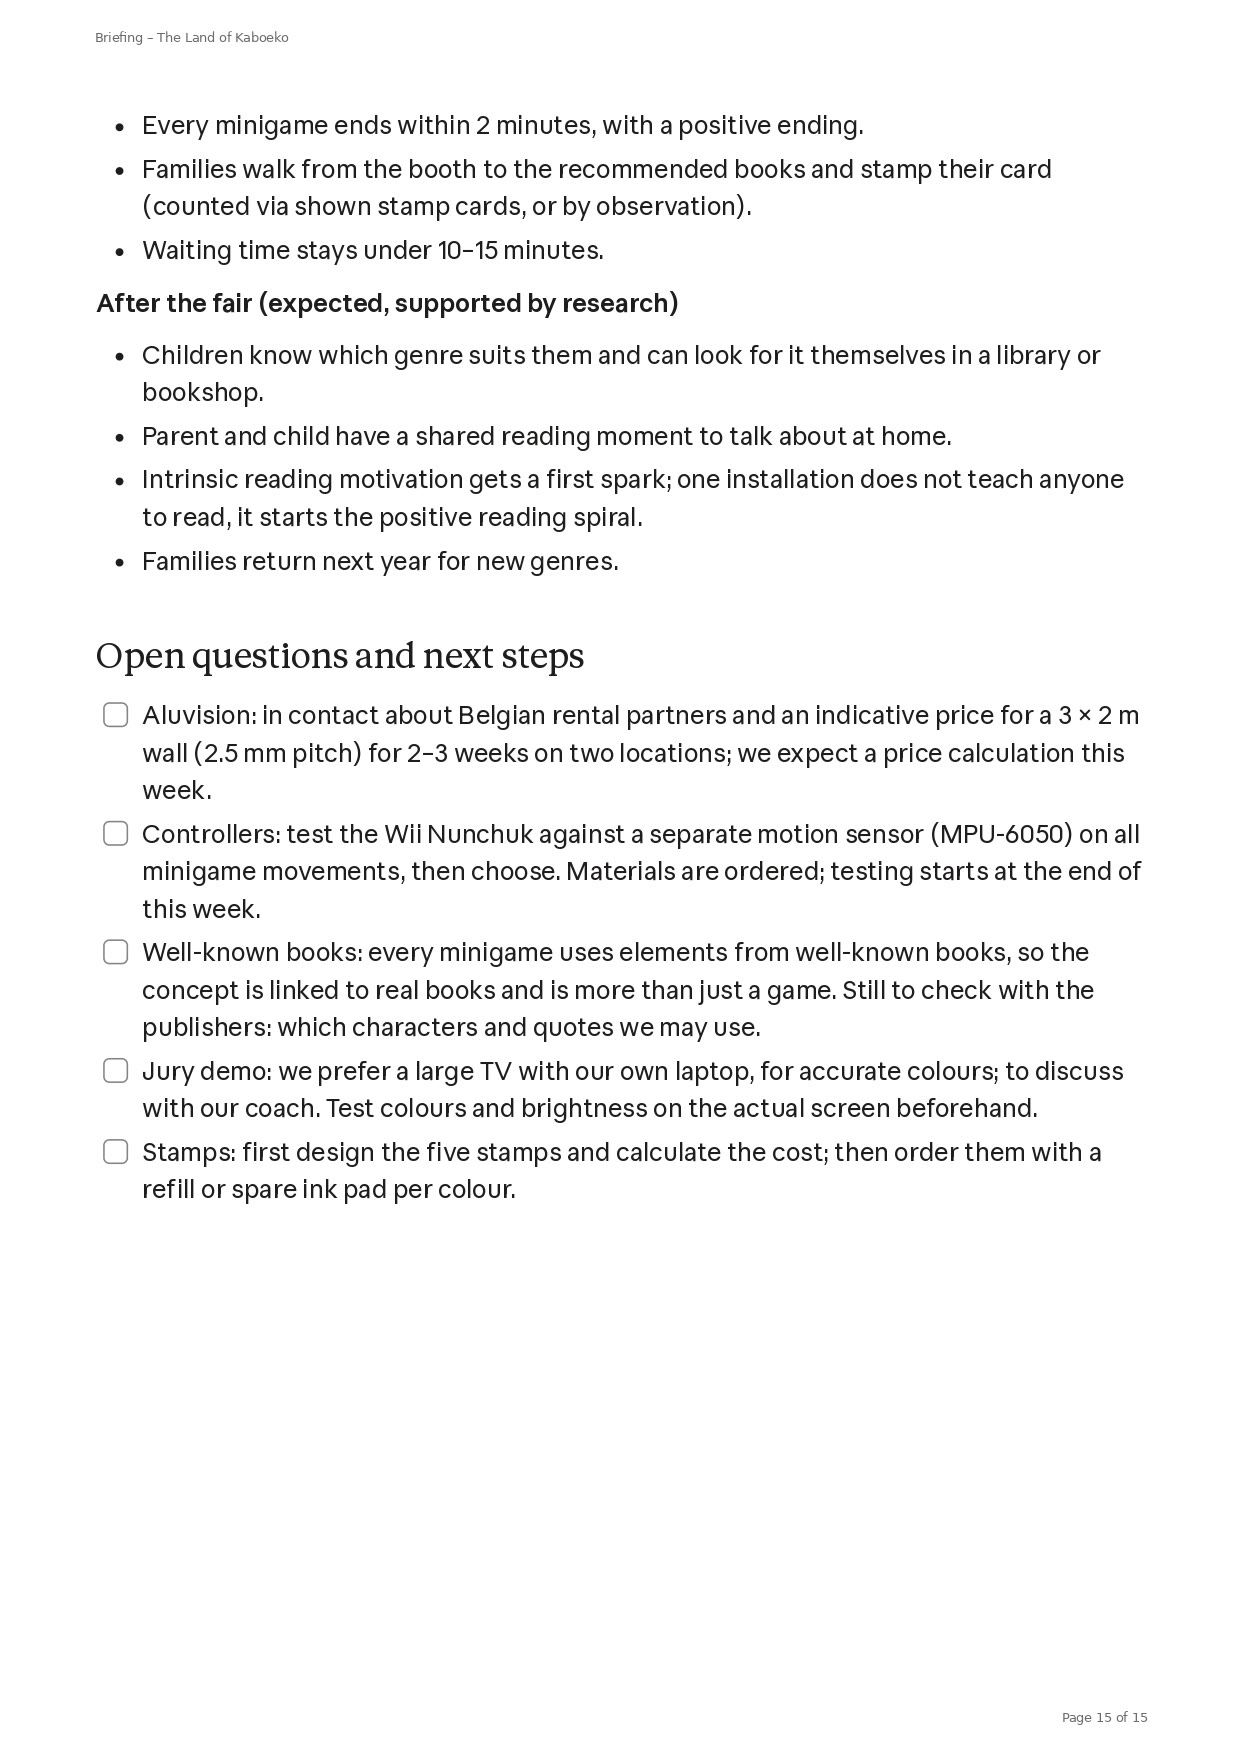 Briefing – The Land of Kaboeko
• Every minigame ends within 2 minutes, with a positive ending.
• Families walk from the booth to the recommended books and stamp their card
(counted via shown stamp cards, or by observation).
• Waiting time stays under 10–15 minutes.
After the fair (expected, supported by research)
• Children know which genre suits them and can look for it themselves in a library or
bookshop.
• Parent and child have a shared reading moment to talk about at home.
• Intrinsic reading motivation gets a first spark; one installation does not teach anyone
to read, it starts the positive reading spiral.
• Families return next year for new genres.
Open questions and next steps
Aluvision: in contact about Belgian rental partners and an indicative price for a 3 × 2 m
wall (2.5 mm pitch) for 2–3 weeks on two locations; we expect a price calculation this
week.
Controllers: test the Wii Nunchuk against a separate motion sensor (MPU-6050) on all
minigame movements, then choose. Materials are ordered; testing starts at the end of
this week.
Well-known books: every minigame uses elements from well-known books, so the
concept is linked to real books and is more than just a game. Still to check with the
publishers: which characters and quotes we may use.
Jury demo: we prefer a large TV with our own laptop, for accurate colours; to discuss
with our coach. Test colours and brightness on the actual screen beforehand.
Stamps: first design the five stamps and calculate the cost; then order them with a
refill or spare ink pad per colour.
Page 15 of 15